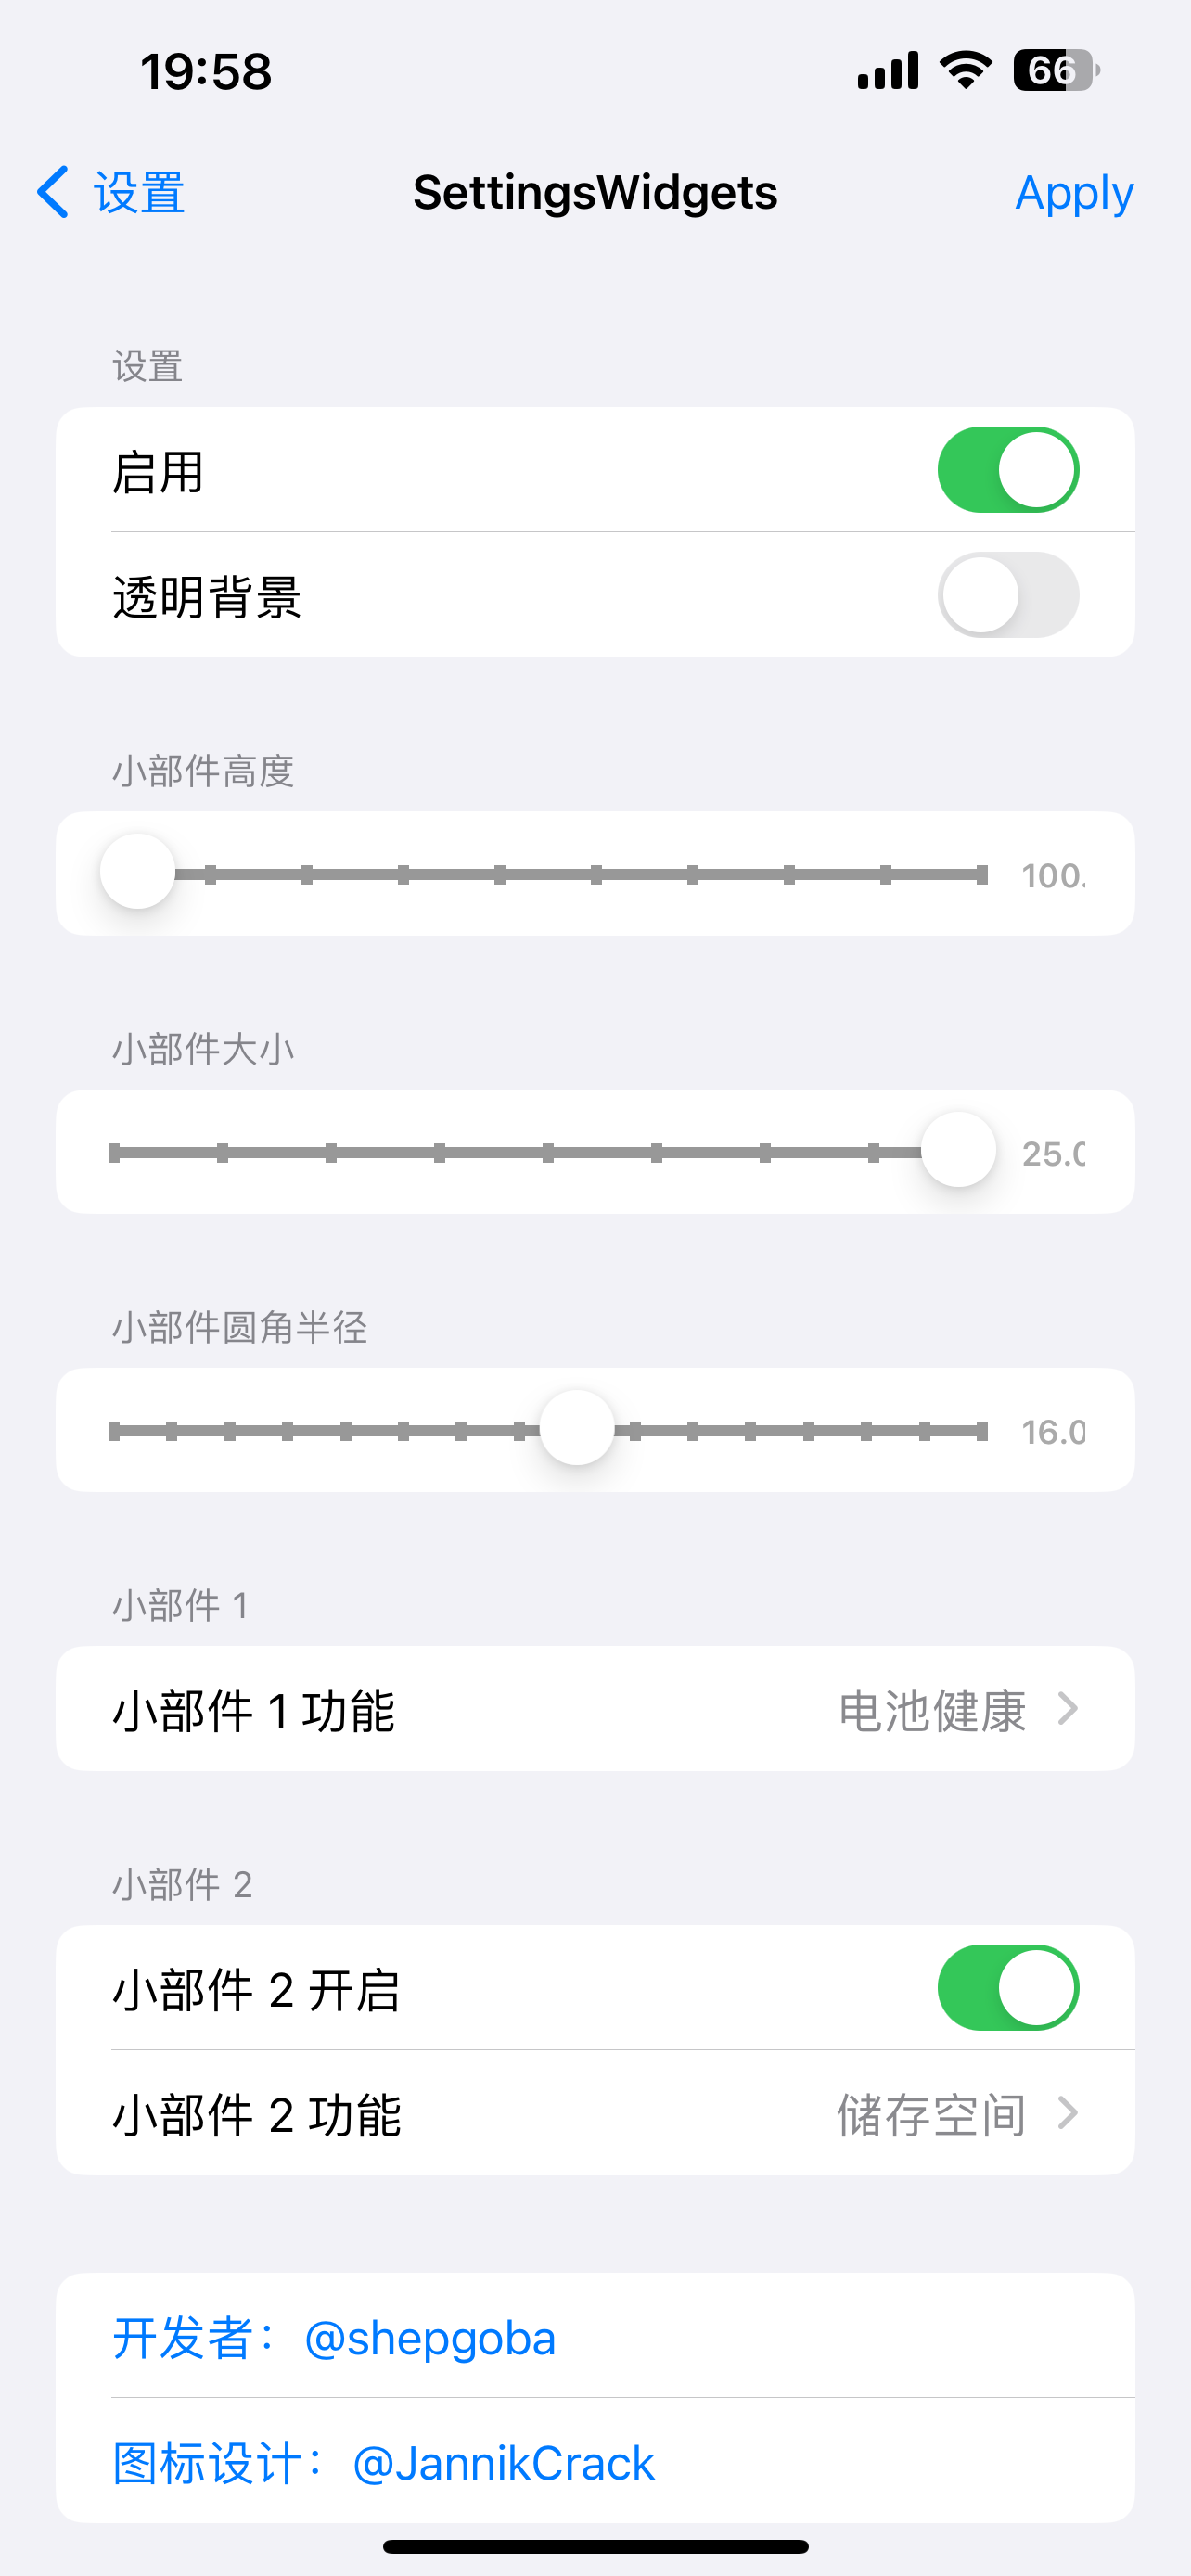 19:58
66
设置
SettingsWidgets
Apply
设置
启用
透明背景
小部件高度
100.
小部件大小
25.0
小部件圆角半径
16.0
小部件 1
小部件 1 功能
电池健康
小部件 2
小部件 2 开启
小部件 2 功能
储存空间
开发者：@shepgoba
图标设计：@JannikCrack